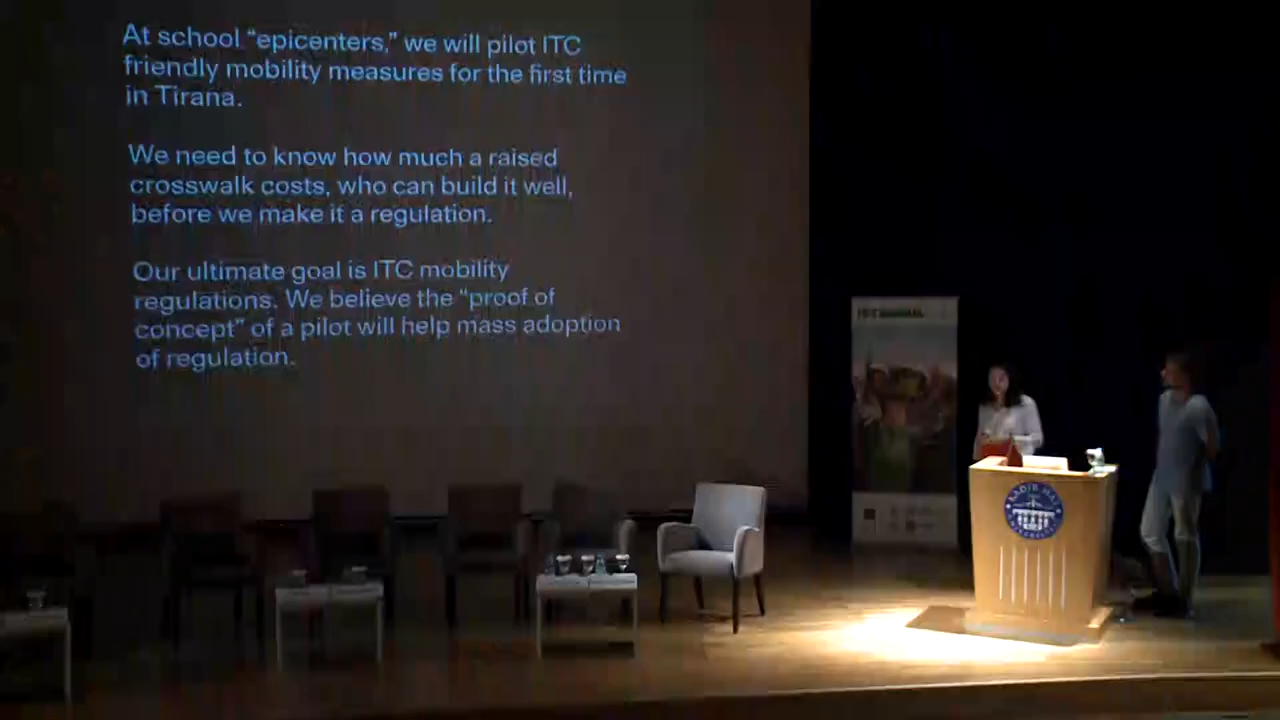 At school “epicenters,” we will pilot ITC
friendly mobility measures for the first time
in Tirana.
We need to know how much a raised
crosswalk costs, who can build it well,
before we make it a regulation.
Our ultimate goal is ITC mobility
regulations. We believe the “proof of
concept” of a pilot will help mass adoption
of regulation.
KADİR HAS